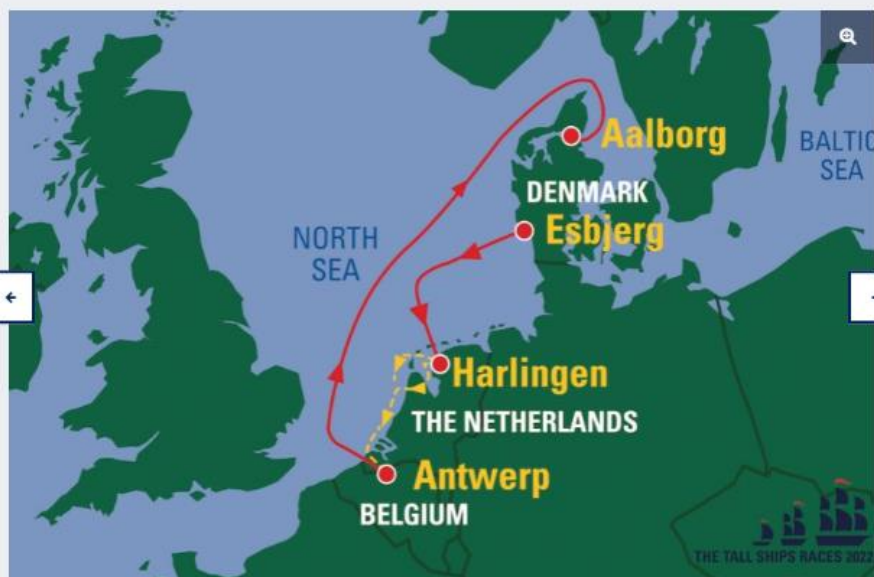 Aalborg
BALTIC
SEA
DENMARK
NORTH
SEA
Esbjerg
Harlingen
THE NETHERLANDS
Antwerp
BELGIUM
THE TALL SHIPS RACES 2022